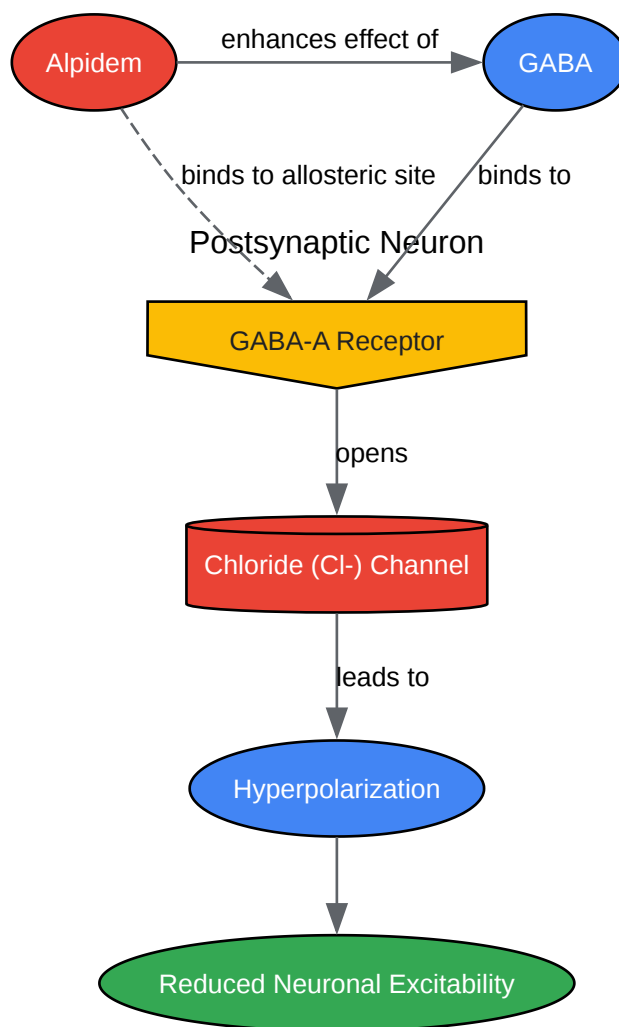 enhances effect of
Alpidem
GABA
binds to allosteric site
binds to
Postsynaptic Neuron
GABA-A Receptor
opens
Chloride (Cl-) Channel
leads to
Hyperpolarization
Reduced Neuronal Excitability